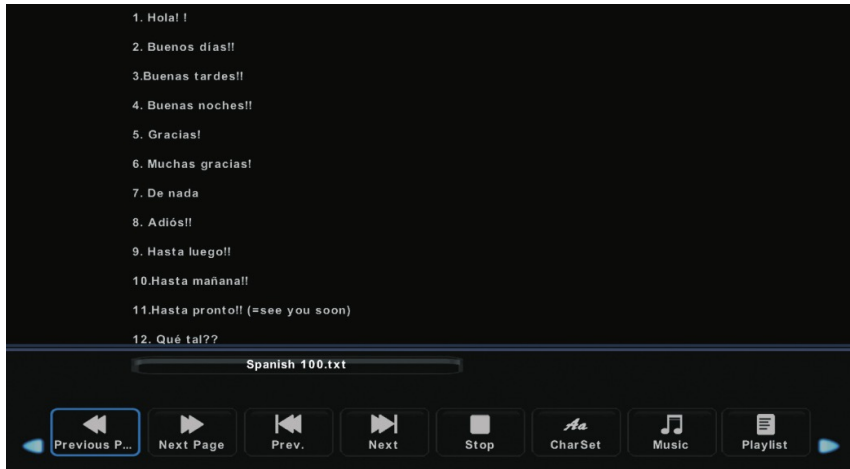 1. Hola! !
2. Buenos días!!
3.Buenas tardes!!
4. Buenas noches!!
5. Gracias!
6. Muchas gracias!
7. De nada
8. Adiós!!
9. Hasta luego!!
10.Hasta mañana!!
11.Hasta pronto!! (=see you soon)
12. Qué tal??
Spanish 100.txt
Previous P... Next Page Prev. Next Stop CharSet Music Playlist